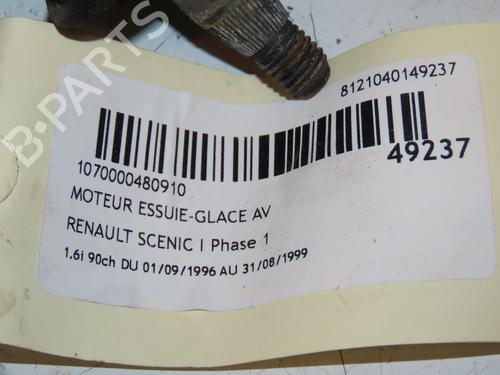 B-PARTS
8121040149237
49237
1070000480910
MOTEUR ESSUIE-GLACE AV
RENAULT SCENIC I Phase 1
1.6i 90ch DU 01/09/1996 AU 31/08/1999